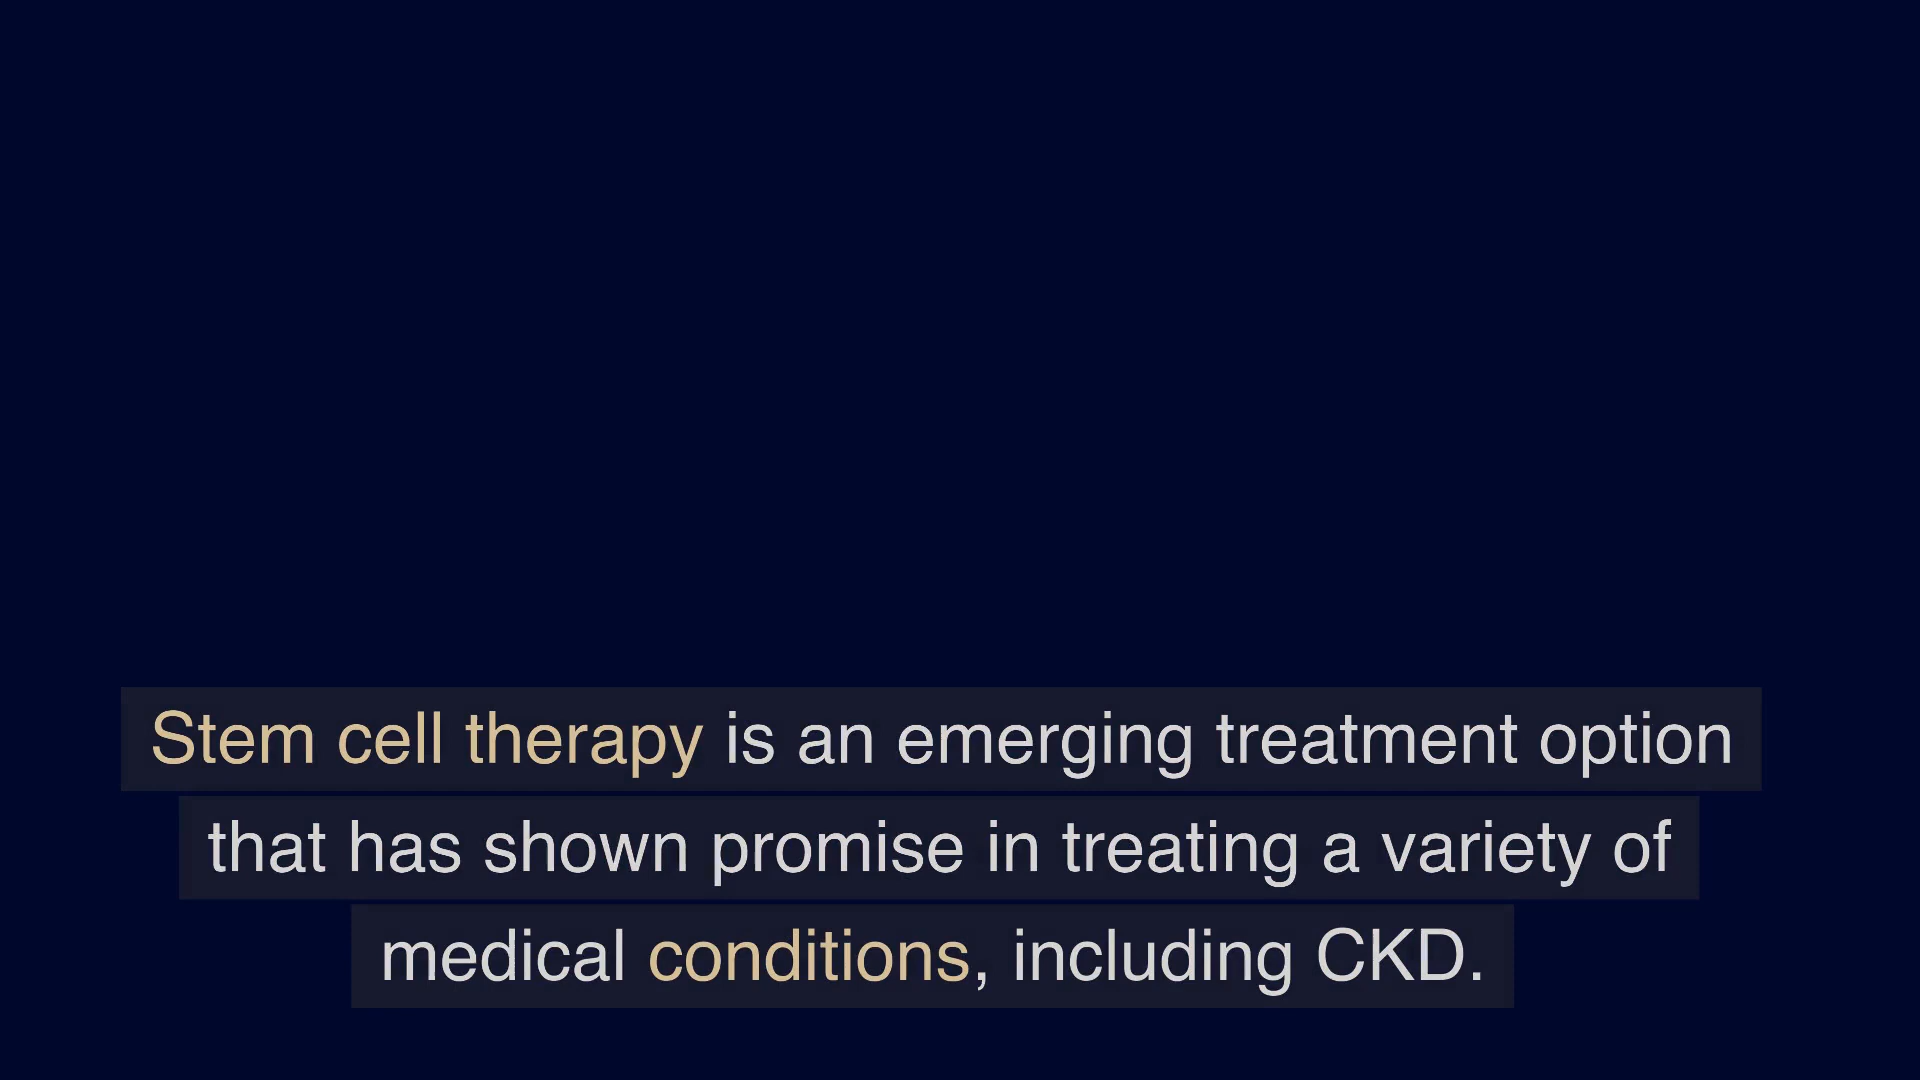 Stem cell therapy is an emerging treatment option
that has shown promise in treating a variety of
medical conditions, including CKD.